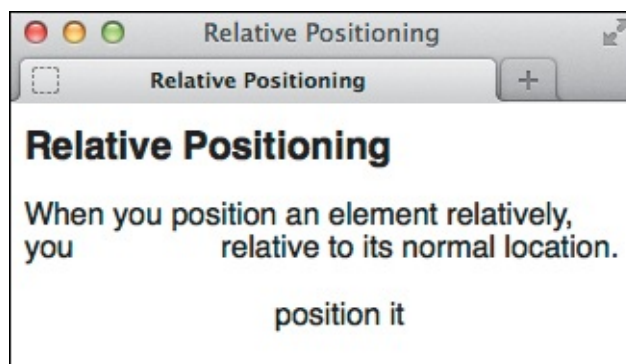 Relative Positioning
Relative Positioning
+
Relative Positioning
When you position an element relatively,
you relative to its normal location.
position it